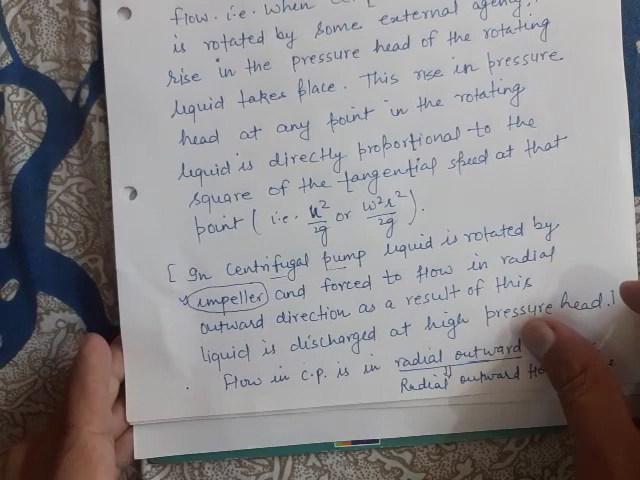 flow. i.e. when
is rotated by some external agency,
rise in the pressure head of the rotating
liquid takes place. This rise in pressure
head at any point in the rotating
liquid is directly proportional to the
square of the tangential speed at that
point (i.e. u²/2g or ω²r²/2g).
[In Centrifugal pump liquid is rotated by
impeller and forced to flow in radial
outward direction as a result of this
liquid is discharged at high pressure head.]
Flow in C.P. is in radial outward
Radial outward